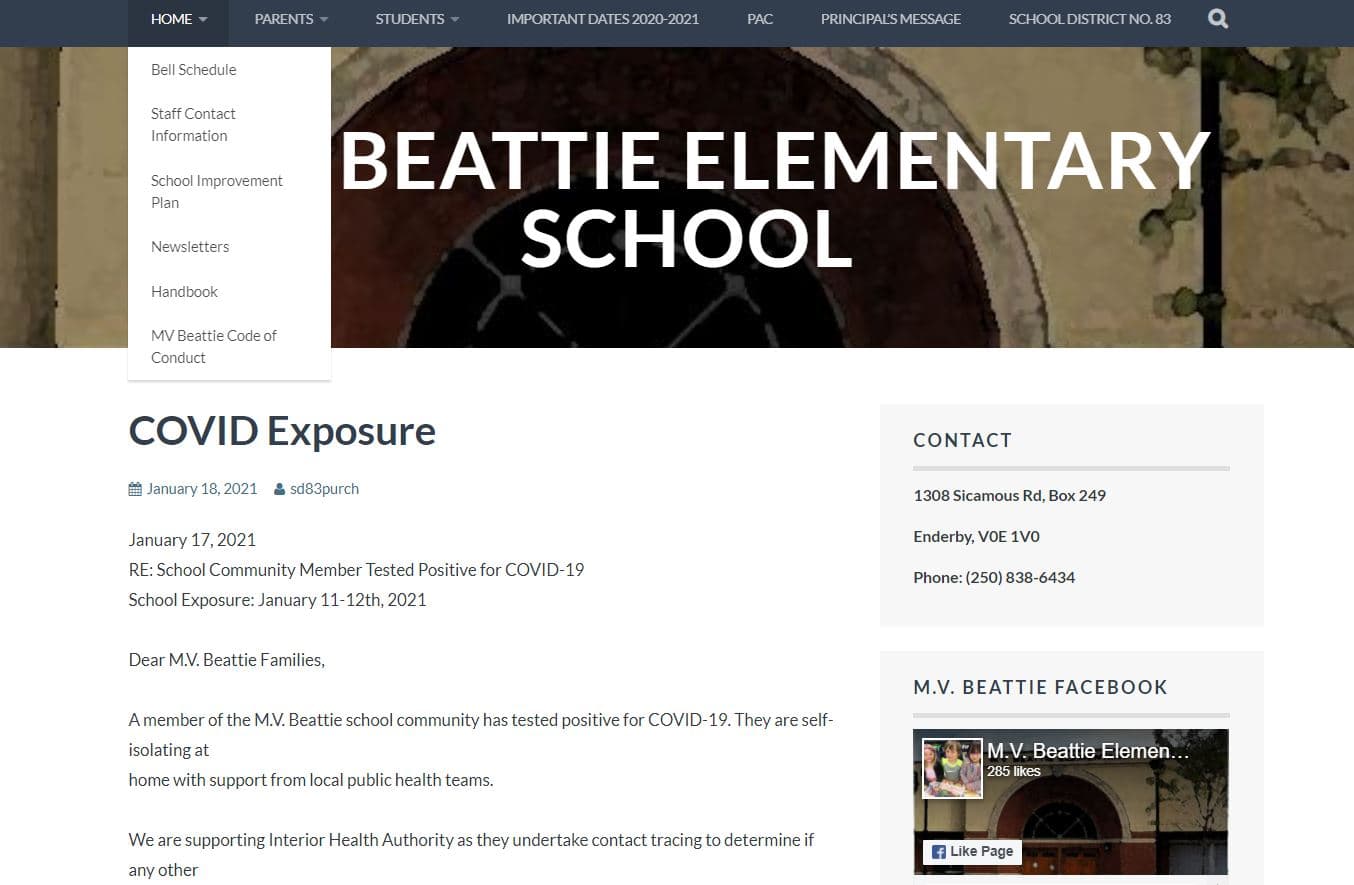 HOME PARENTS STUDENTS IMPORTANT DATES 2020-2021 PAC PRINCIPAL'S MESSAGE SCHOOL DISTRICT NO. 83
Bell Schedule
Staff Contact
Information
School Improvement
Plan
Newsletters
Handbook
MV Beattie Code of
Conduct
BEATTIE ELEMENTARY
SCHOOL
COVID Exposure
January 18, 2021 sd83purch
January 17, 2021
RE: School Community Member Tested Positive for COVID-19
School Exposure: January 11-12th, 2021
Dear M.V. Beattie Families,
A member of the M.V. Beattie school community has tested positive for COVID-19. They are self-
isolating at
home with support from local public health teams.
We are supporting Interior Health Authority as they undertake contact tracing to determine if
any other
CONTACT
1308 Sicamous Rd, Box 249
Enderby, V0E 1V0
Phone: (250) 838-6434
M.V. BEATTIE FACEBOOK
M.V. Beattie Elemen...
285 likes
Like Page